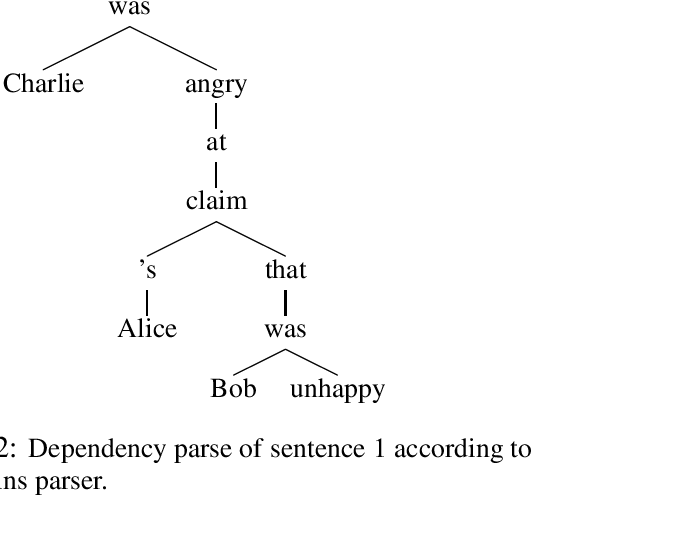 was
Charlie angry
at
claim
's that
Alice was
Bob unhappy
2: Dependency parse of sentence 1 according to
ns parser.